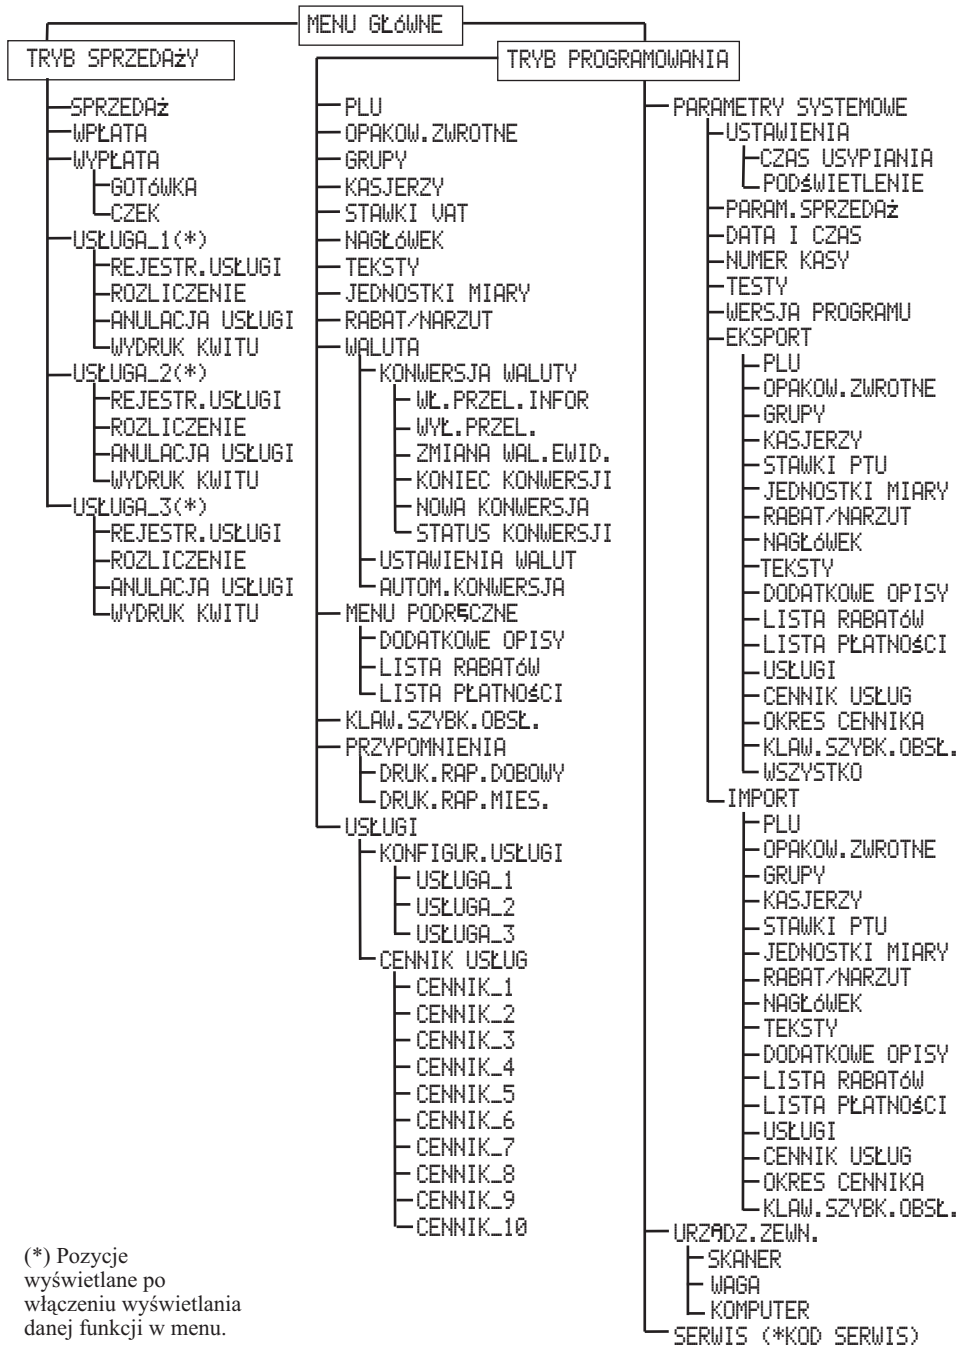 MENU GŁóWNE
TRYB SPRZEDAżY
SPRZEDAż
WPŁATA
WYPŁATA
GOTóWKA
CZEK
USŁUGA_1(*)
REJESTR.USŁUGI
ROZLICZENIE
ANULACJA USŁUGI
WYDRUK KWITU
USŁUGA_2(*)
REJESTR.USŁUGI
ROZLICZENIE
ANULACJA USŁUGI
WYDRUK KWITU
USŁUGA_3(*)
REJESTR.USŁUGI
ROZLICZENIE
ANULACJA USŁUGI
WYDRUK KWITU
TRYB PROGRAMOWANIA
PLU
OPAKOW.ZWROTNE
GRUPY
KASJERZY
STAWKI VAT
NAGŁóWEK
TEKSTY
JEDNOSTKI MIARY
RABAT/NARZUT
WALUTA
KONWERSJA WALUTY
WŁ.PRZEL.INFOR
WYŁ.PRZEL.
ZMIANA WAL.EWID.
KONIEC KONWERSJI
NOWA KONWERSJA
STATUS KONWERSJI
USTAWIENIA WALUT
AUTOM.KONWERSJA
MENU PODRĘCZNE
DODATKOWE OPISY
LISTA RABATóW
LISTA PŁATNOśCI
KLAW.SZYBK.OBSŁ.
PRZYPOMNIENIA
DRUK.RAP.DOBOWY
DRUK.RAP.MIES.
USŁUGI
KONFIGUR.USŁUGI
USŁUGA_1
USŁUGA_2
USŁUGA_3
CENNIK USŁUG
CENNIK_1
CENNIK_2
CENNIK_3
CENNIK_4
CENNIK_5
CENNIK_6
CENNIK_7
CENNIK_8
CENNIK_9
CENNIK_10
PARAMETRY SYSTEMOWE
USTAWIENIA
CZAS USYPIANIA
PODśWIETLENIE
PARAM.SPRZEDAż
DATA I CZAS
NUMER KASY
TESTY
WERSJA PROGRAMU
EKSPORT
PLU
OPAKOW.ZWROTNE
GRUPY
KASJERZY
STAWKI PTU
JEDNOSTKI MIARY
RABAT/NARZUT
NAGŁóWEK
TEKSTY
DODATKOWE OPISY
LISTA RABATóW
LISTA PŁATNOśCI
USŁUGI
CENNIK USŁUG
OKRES CENNIKA
KLAW.SZYBK.OBSŁ.
WSZYSTKO
IMPORT
PLU
OPAKOW.ZWROTNE
GRUPY
KASJERZY
STAWKI PTU
JEDNOSTKI MIARY
RABAT/NARZUT
NAGŁóWEK
TEKSTY
DODATKOWE OPISY
LISTA RABATóW
LISTA PŁATNOśCI
USŁUGI
CENNIK USŁUG
OKRES CENNIKA
KLAW.SZYBK.OBSŁ.
URZĄDZ.ZEWN.
SKANER
WAGA
KOMPUTER
SERWIS (*KOD SERWIS)
(*) Pozycje
wyświetlane po
włączeniu wyświetlania
danej funkcji w menu.